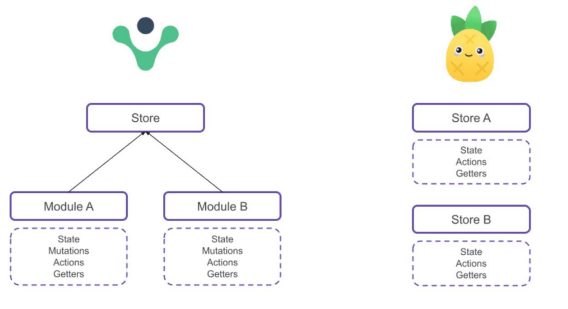 Store
Module A
State
Mutations
Actions
Getters
Module B
State
Mutations
Actions
Getters
Store A
State
Actions
Getters
Store B
State
Actions
Getters